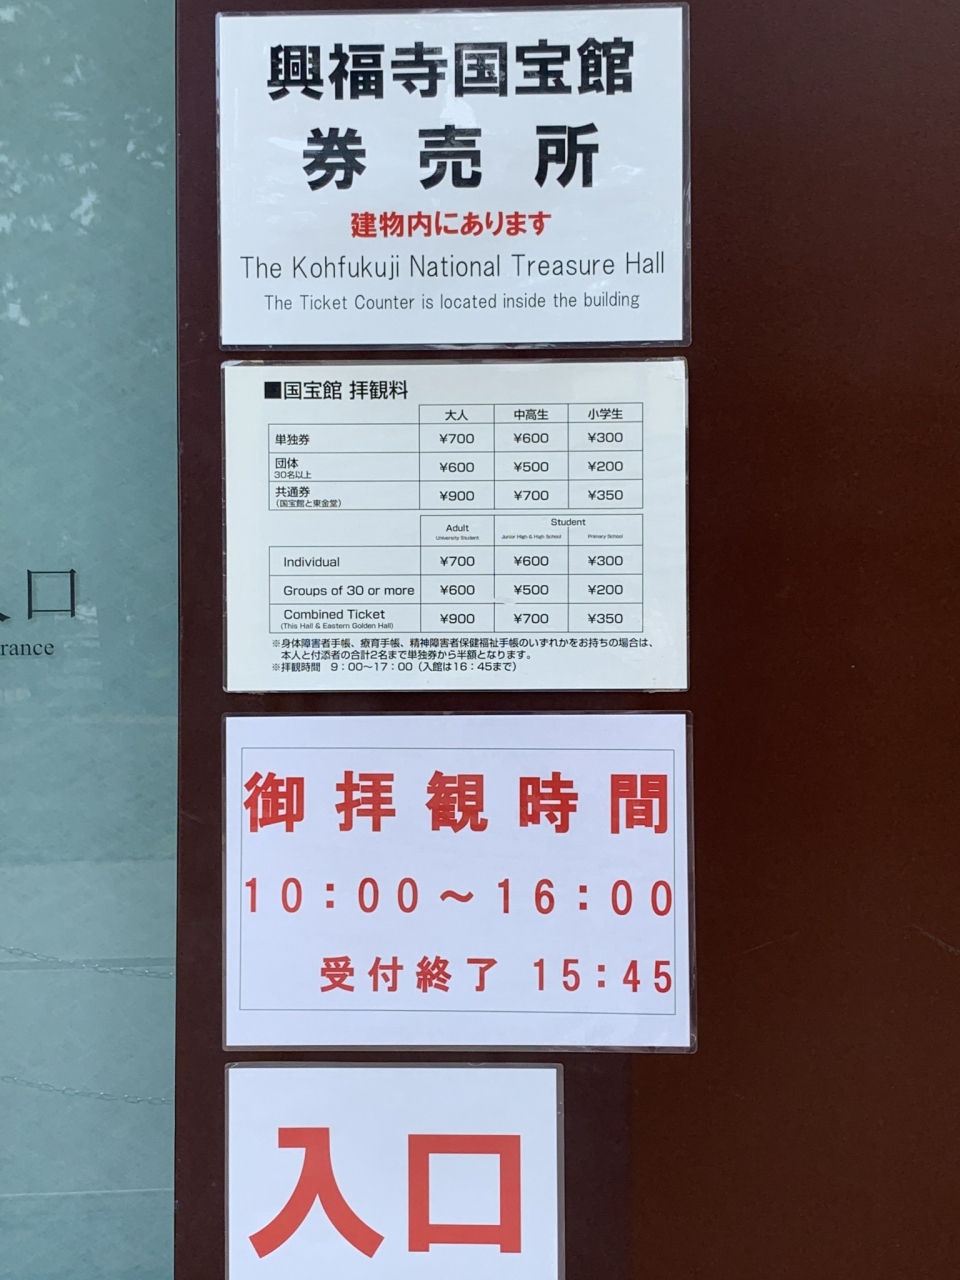 興福寺国宝館
券売所
建物内にあります
The Kohfukuji National Treasure Hall
The Ticket Counter is located inside the building
■国宝館 拝観料
大人 中高生 小学生
単独券 ¥700 ¥600 ¥300
団体 30名以上 ¥600 ¥500 ¥200
共通券 (国宝館と東金堂) ¥900 ¥700 ¥350
Adult Student
University Student Junior High & High School Primary School
Individual ¥700 ¥600 ¥300
Groups of 30 or more ¥600 ¥500 ¥200
Combined Ticket (This Hall & Eastern Golden Hall) ¥900 ¥700 ¥350
※身体障害者手帳、療育手帳、精神障害者保健福祉手帳のいずれかをお持ちの場合は、
本人と付添者の合計2名まで単独券から半額となります。
※拝観時間 9：00〜17：00（入館は16：45まで）
御拝観時間
10：00〜16：00
受付終了 15：45
入口
口
rance